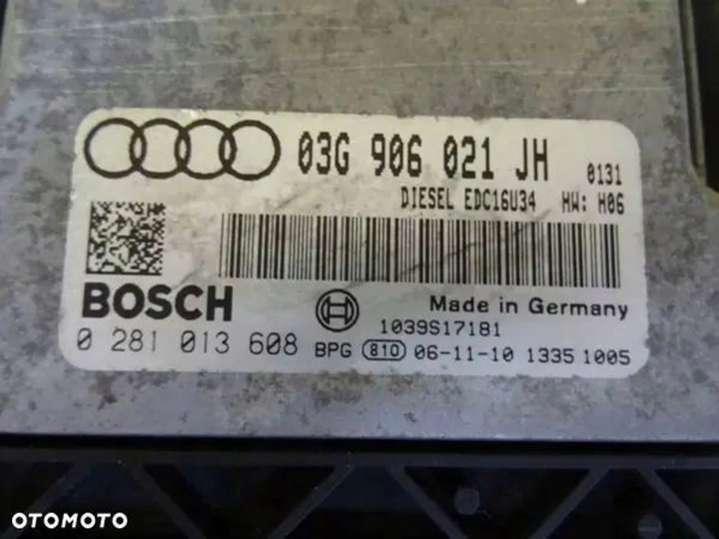 03G 906 021 JH 0131
DIESEL EDC16U34 HW: H06
BOSCH
Made in Germany
1039S17181
0 281 013 608 BPG 810 06-11-10 1335 1005
OTOMOTO